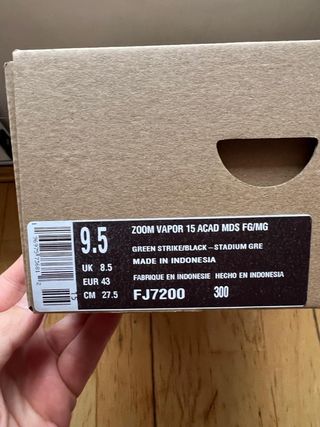 9.5
UK 8.5
EUR 43
CM 27.5
ZOOM VAPOR 15 ACAD MDS FG/MG
GREEN STRIKE/BLACK-STADIUM GRE
MADE IN INDONESIA
FABRIQUE EN INDONESIE HECHO EN INDONESIA
FJ7200 300
15